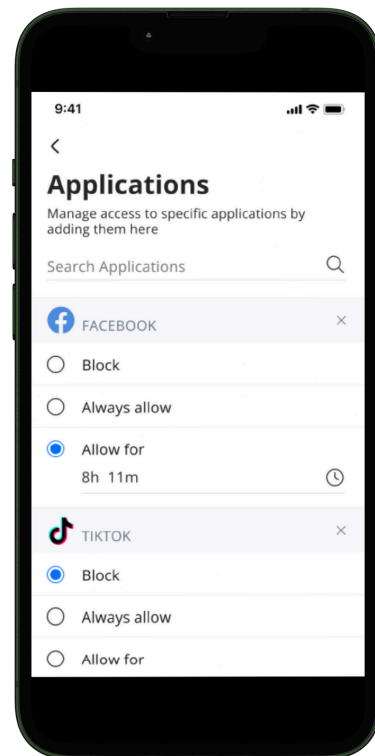 9:41
Applications
Manage access to specific applications by
adding them here
Search Applications
FACEBOOK
Block
Always allow
Allow for
8h 11m
TIKTOK
Block
Always allow
Allow for